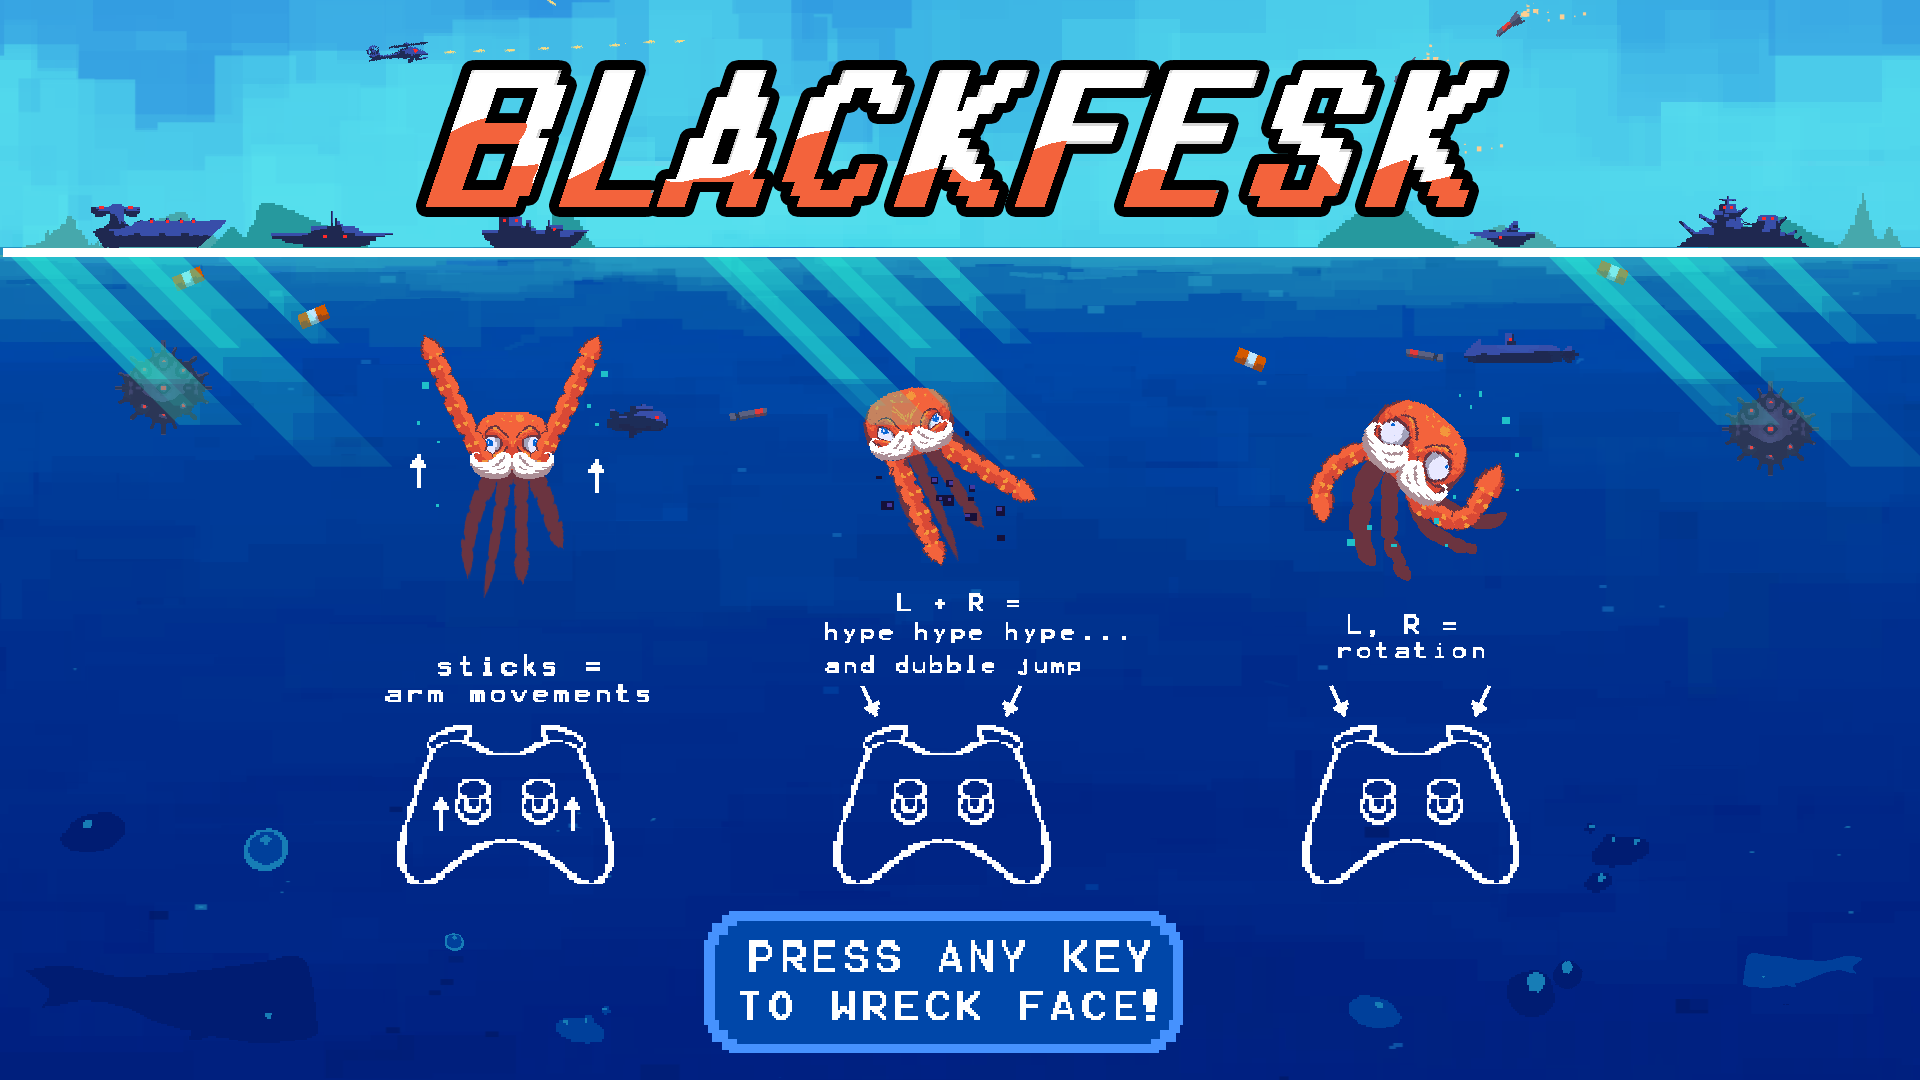 BLACKFESK
sticks =
arm movements
L + R =
hype hype hype...
and dubble jump
L, R =
rotation
PRESS ANY KEY
TO WRECK FACE!